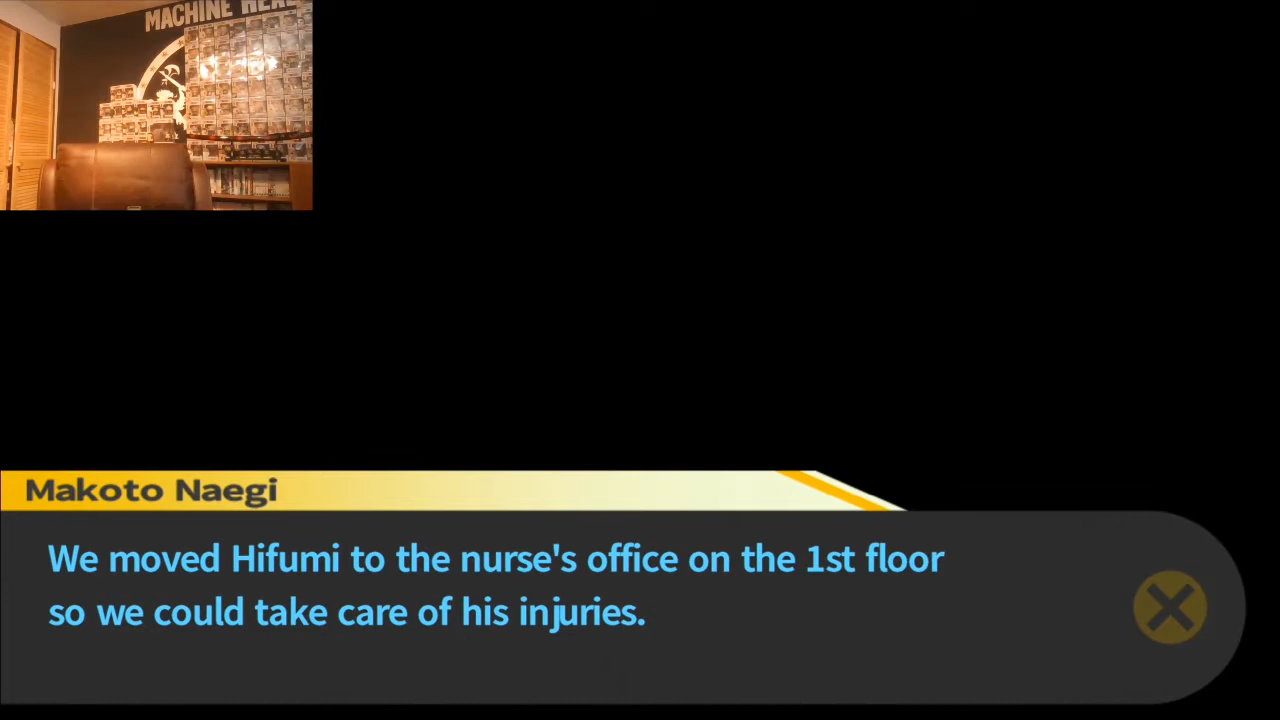 MACHINE HEAD
Makoto Naegi
We moved Hifumi to the nurse's office on the 1st floor
so we could take care of his injuries.